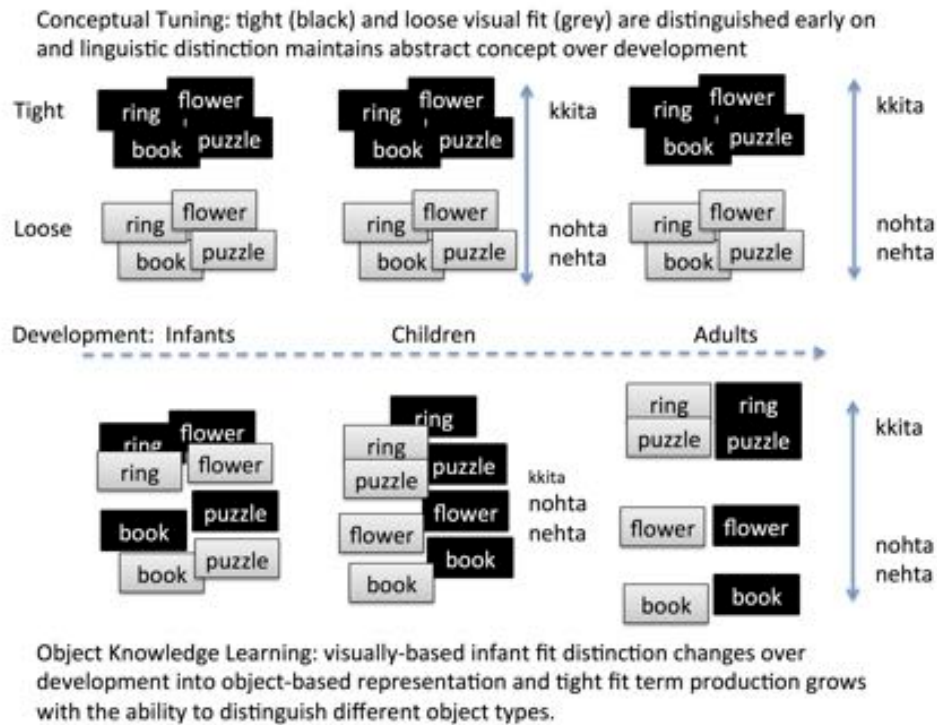 Conceptual Tuning: tight (black) and loose visual fit (grey) are distinguished early on
and linguistic distinction maintains abstract concept over development
Tight
ring
flower
book
puzzle
ring
flower
book
puzzle
kkita
ring
flower
book
puzzle
kkita
Loose
ring
flower
book
puzzle
ring
flower
book
puzzle
nohta
nehta
ring
flower
book
puzzle
nohta
nehta
Development: Infants
Children
Adults
ring
flower
ring
flower
book
puzzle
book
puzzle
ring
ring
puzzle
puzzle
flower
flower
book
book
kkita
nohta
nehta
ring
puzzle
ring
puzzle
kkita
flower
flower
nohta
nehta
book
book
Object Knowledge Learning: visually-based infant fit distinction changes over
development into object-based representation and tight fit term production grows
with the ability to distinguish different object types.